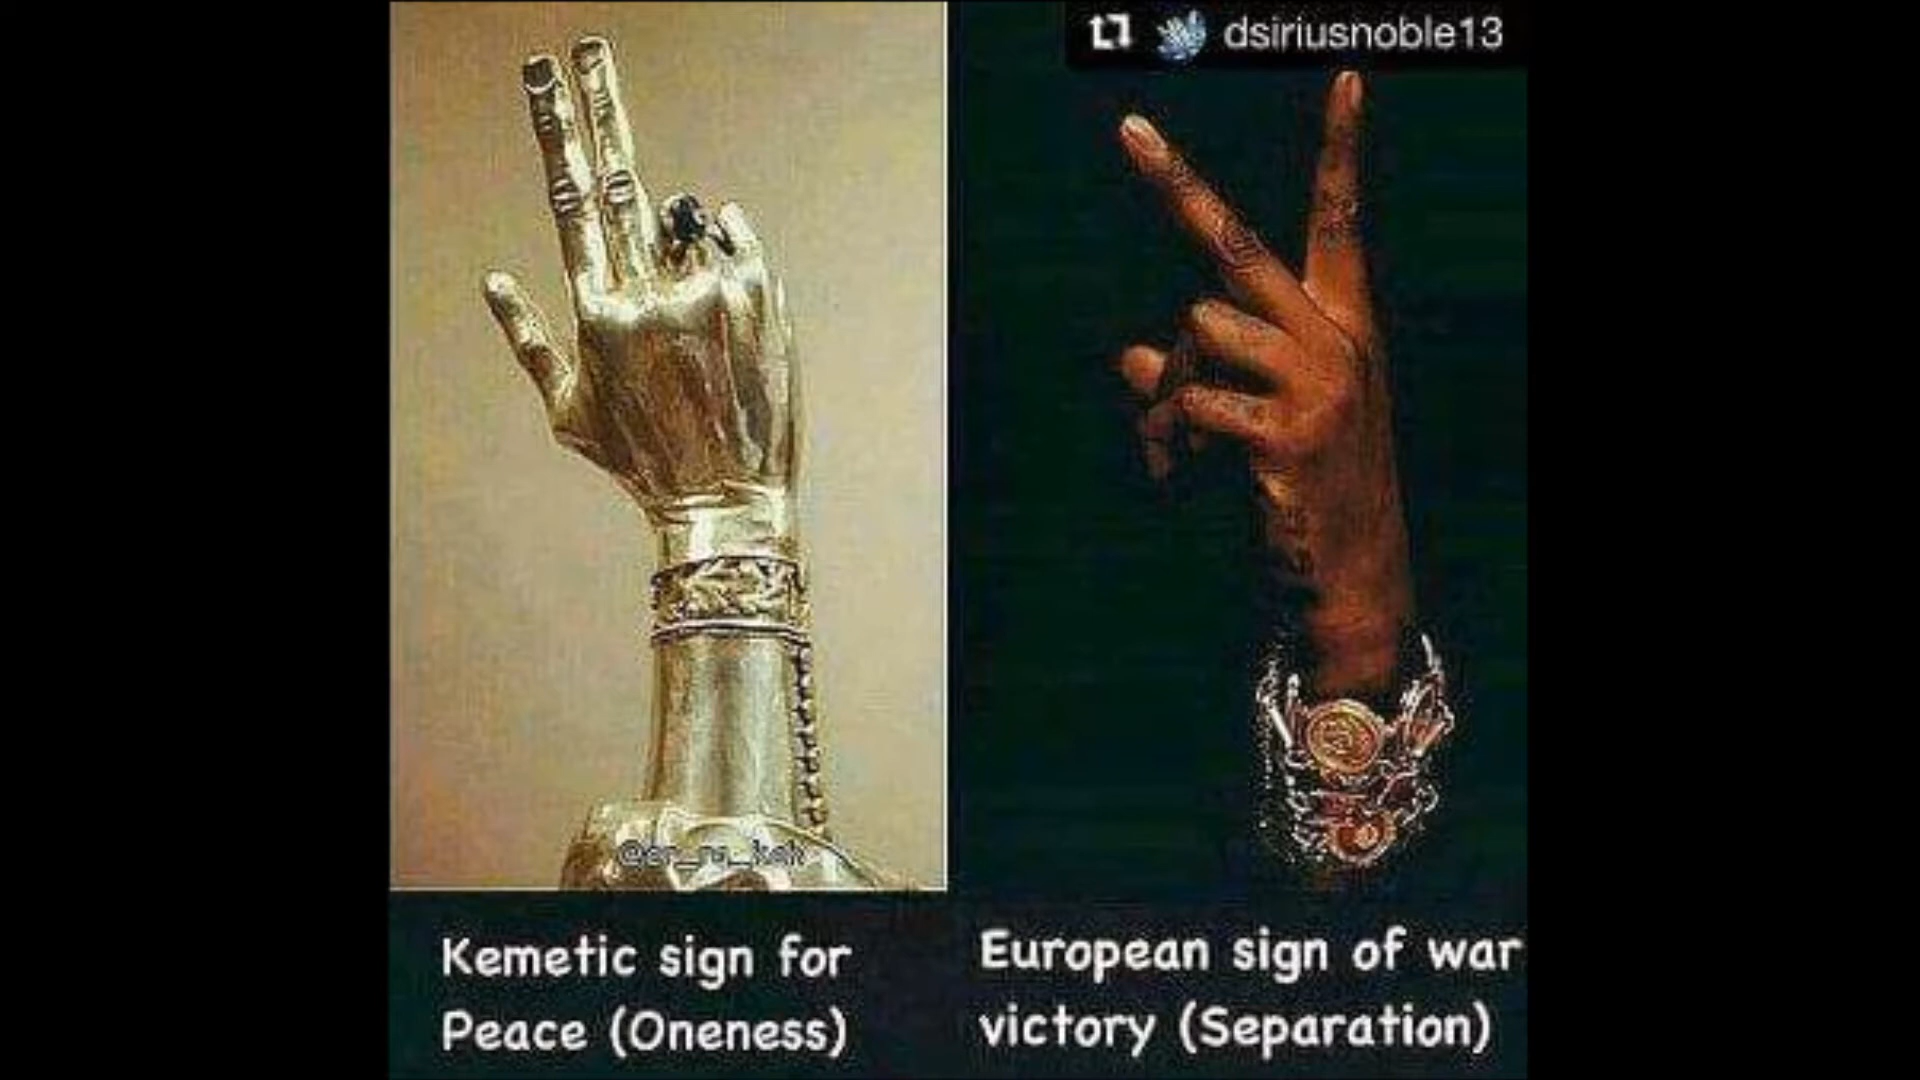 dsiriusnoble13
Kemetic sign for
Peace (Oneness)
European sign of war
victory (Separation)